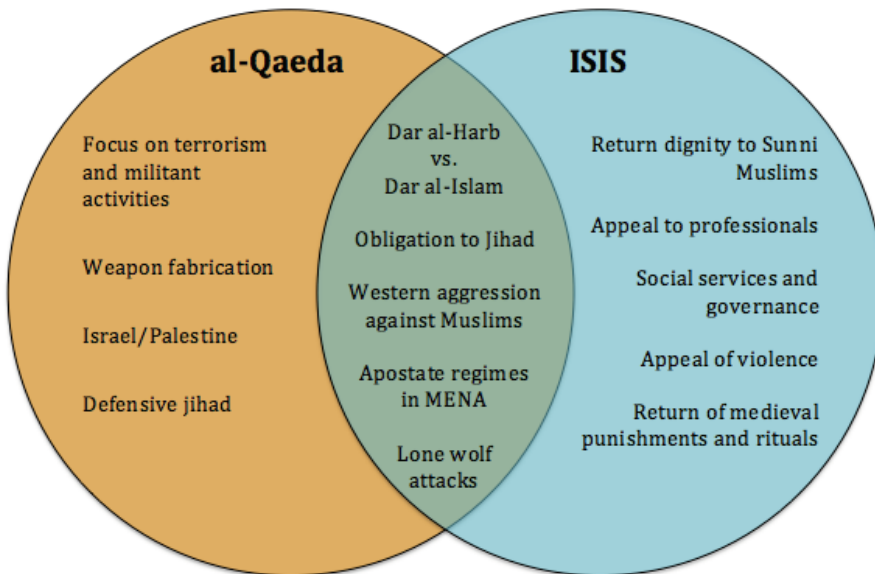 al-Qaeda
Focus on terrorism
and militant
activities
Weapon fabrication
Israel/Palestine
Defensive jihad
Dar al-Harb
vs.
Dar al-Islam
Obligation to Jihad
Western aggression
against Muslims
Apostate regimes
in MENA
Lone wolf
attacks
ISIS
Return dignity to Sunni
Muslims
Appeal to professionals
Social services and
governance
Appeal of violence
Return of medieval
punishments and rituals